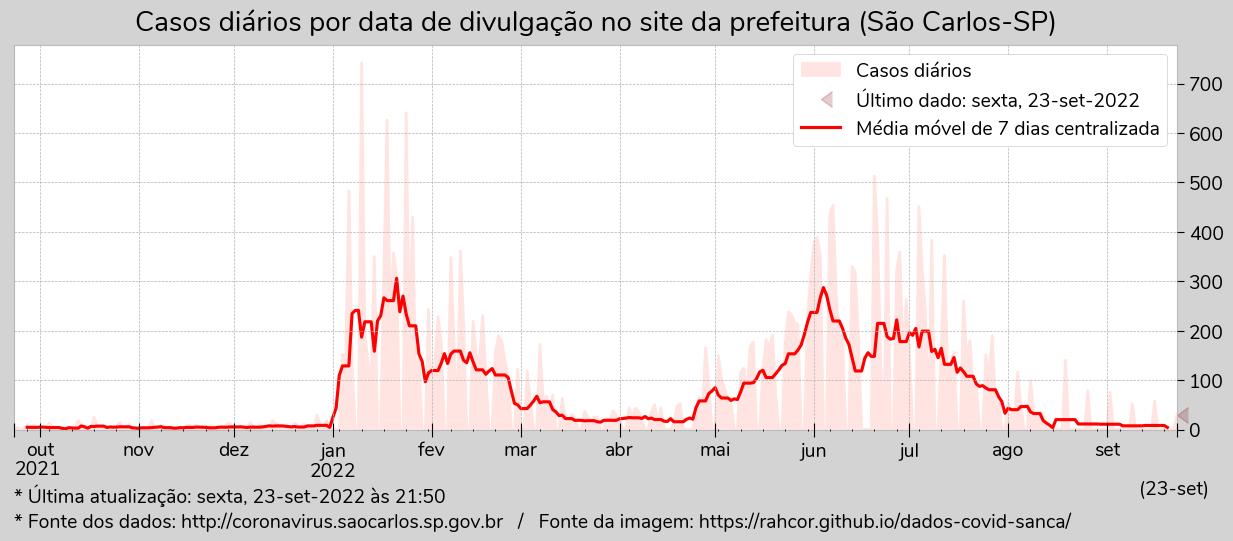 Casos diários por data de divulgação no site da prefeitura (São Carlos-SP)
Casos diários
Último dado: sexta, 23-set-2022
Média móvel de 7 dias centralizada
700
600
500
400
300
200
100
0
out nov dez jan fev mar abr mai jun jul ago set
2021 2022
(23-set)
* Última atualização: sexta, 23-set-2022 às 21:50
* Fonte dos dados: http://coronavirus.saocarlos.sp.gov.br / Fonte da imagem: https://rahcor.github.io/dados-covid-sanca/